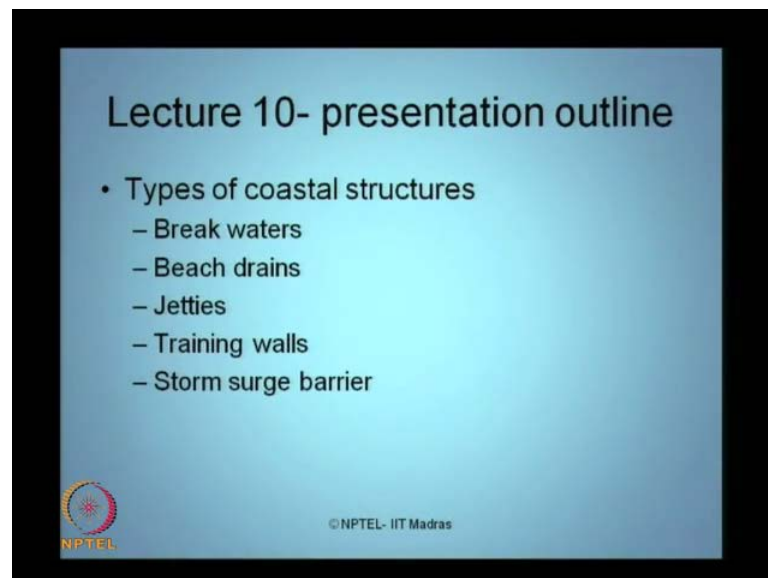 Lecture 10- presentation outline
• Types of coastal structures
– Break waters
– Beach drains
– Jetties
– Training walls
– Storm surge barrier
NPTEL
© NPTEL- IIT Madras